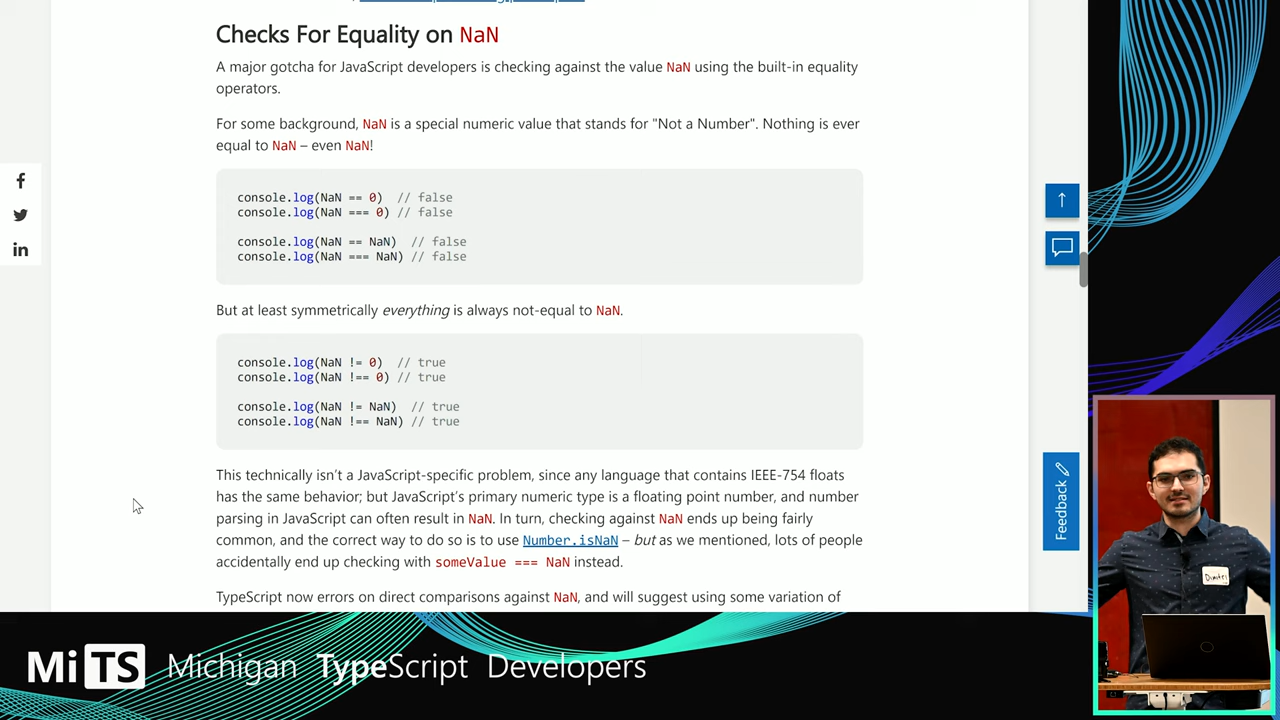 Checks For Equality on NaN
A major gotcha for JavaScript developers is checking against the value NaN using the built-in equality
operators.
For some background, NaN is a special numeric value that stands for "Not a Number". Nothing is ever
equal to NaN – even NaN!
console.log(NaN == 0)  // false
console.log(NaN === 0) // false
console.log(NaN == NaN)  // false
console.log(NaN === NaN) // false
But at least symmetrically everything is always not-equal to NaN.
console.log(NaN != 0)  // true
console.log(NaN !== 0) // true
console.log(NaN != NaN)  // true
console.log(NaN !== NaN) // true
This technically isn’t a JavaScript-specific problem, since any language that contains IEEE-754 floats
has the same behavior; but JavaScript’s primary numeric type is a floating point number, and number
parsing in JavaScript can often result in NaN. In turn, checking against NaN ends up being fairly
common, and the correct way to do so is to use Number.isNaN – but as we mentioned, lots of people
accidentally end up checking with someValue === NaN instead.
TypeScript now errors on direct comparisons against NaN, and will suggest using some variation of
Feedback
Dimitri
MiTS Michigan TypeScript Developers